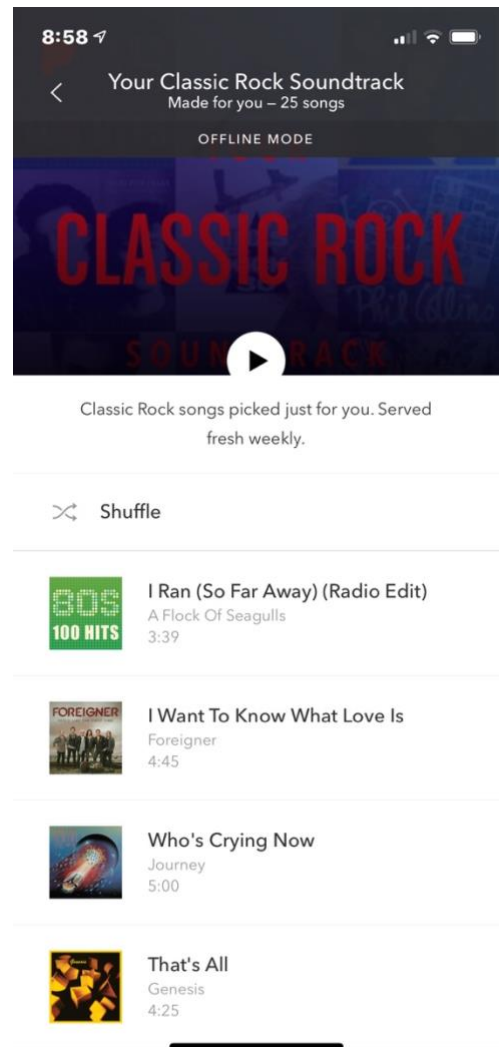 8:58
Your Classic Rock Soundtrack
Made for you – 25 songs
OFFLINE MODE
CLASSIC ROCK
Phil Collins
SOUNDTRACK
Classic Rock songs picked just for you. Served
fresh weekly.
Shuffle
80s
100 HITS
I Ran (So Far Away) (Radio Edit)
A Flock Of Seagulls
3:39
FOREIGNER
I Want To Know What Love Is
Foreigner
4:45
Who's Crying Now
Journey
5:00
Genesis
That's All
Genesis
4:25